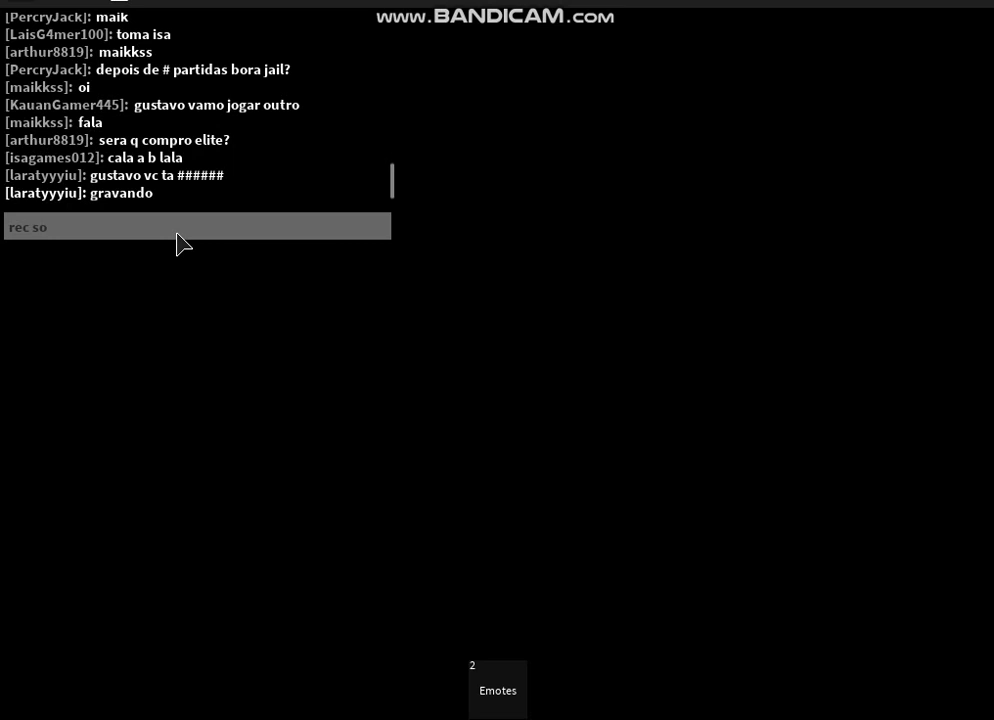 www.BANDICAM.com
[PercryJack]: maik
[LaisG4mer100]: toma isa
[arthur8819]: maikkss
[PercryJack]: depois de # partidas bora jail?
[maikkss]: oi
[KauanGamer445]: gustavo vamo jogar outro
[maikkss]: fala
[arthur8819]: sera q compro elite?
[isagames012]: cala a b lala
[laratyyyiu]: gustavo vc ta ######
[laratyyyiu]: gravando
rec so
2
Emotes